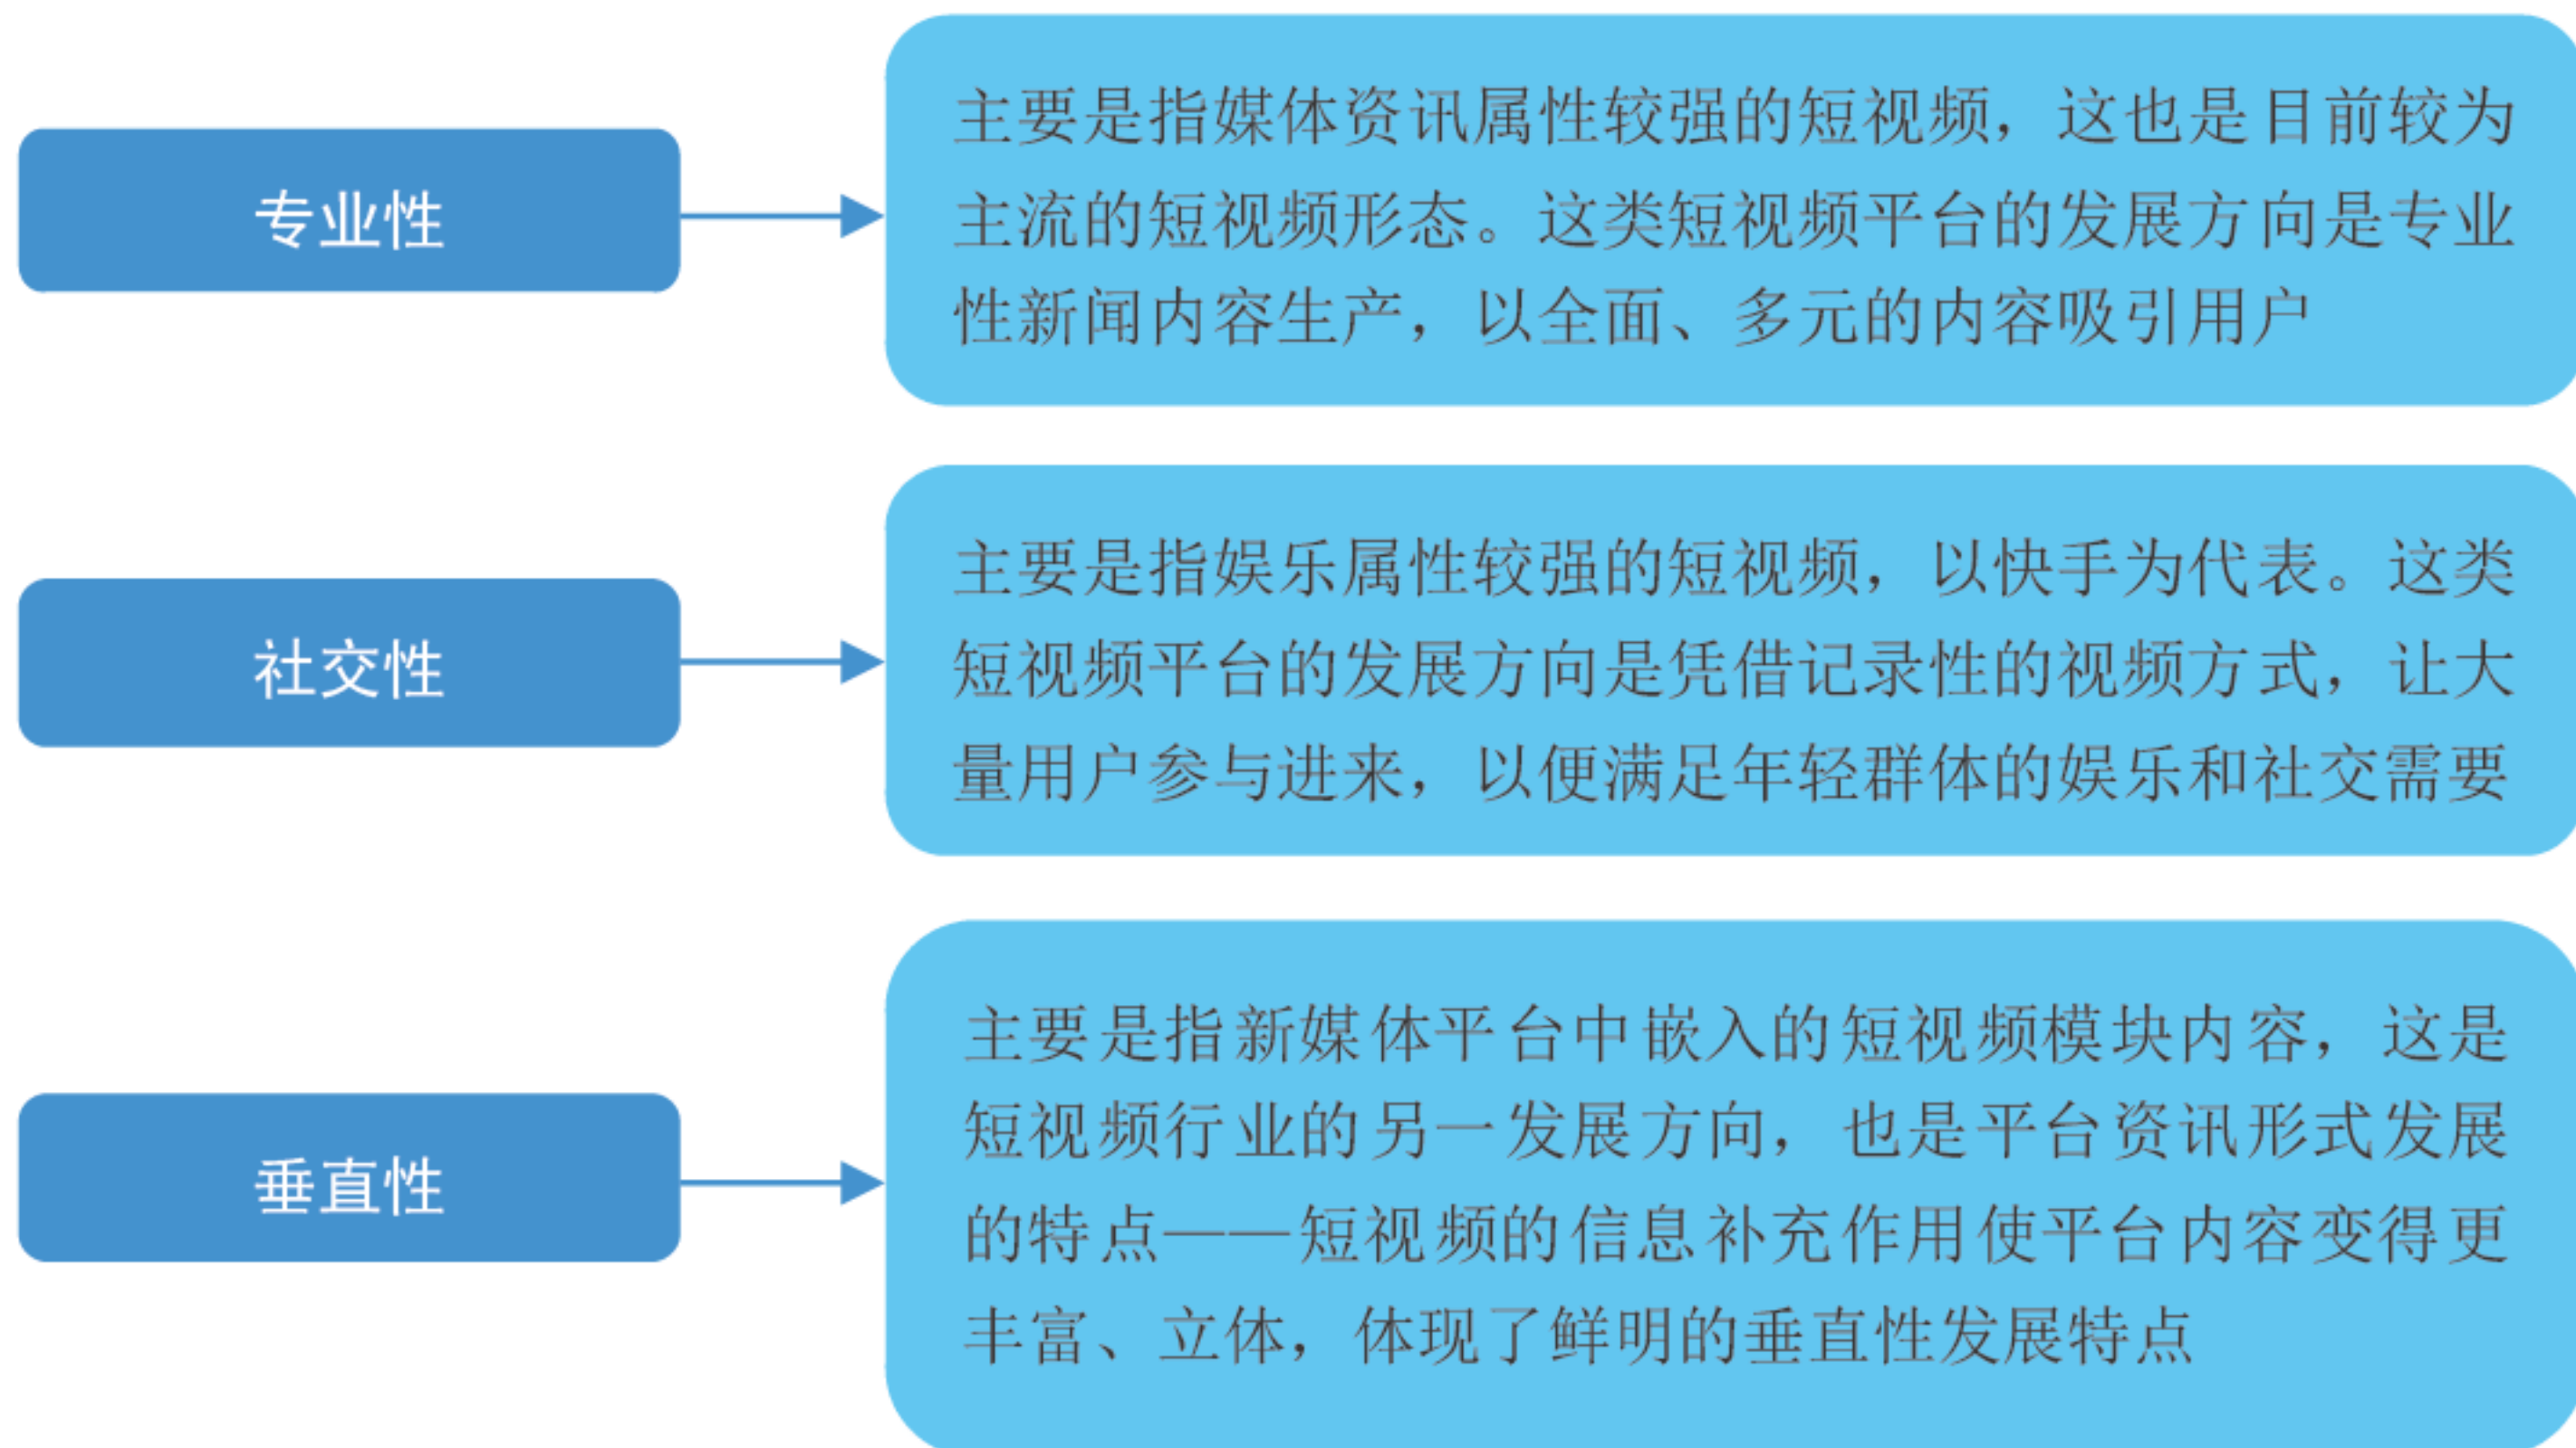 专业性
主要是指媒体资讯属性较强的短视频，这也是目前较为
主流的短视频形态。这类短视频平台的发展方向是专业
性新闻内容生产，以全面、多元的内容吸引用户
社交性
主要是指娱乐属性较强的短视频，以快手为代表。这类
短视频平台的发展方向是凭借记录性的视频方式，让大
量用户参与进来，以便满足年轻群体的娱乐和社交需要
垂直性
主要是指新媒体平台中嵌入的短视频模块内容，这是
短视频行业的另一发展方向，也是平台资讯形式发展
的特点——短视频的信息补充作用使平台内容变得更
丰富、立体，体现了鲜明的垂直性发展特点